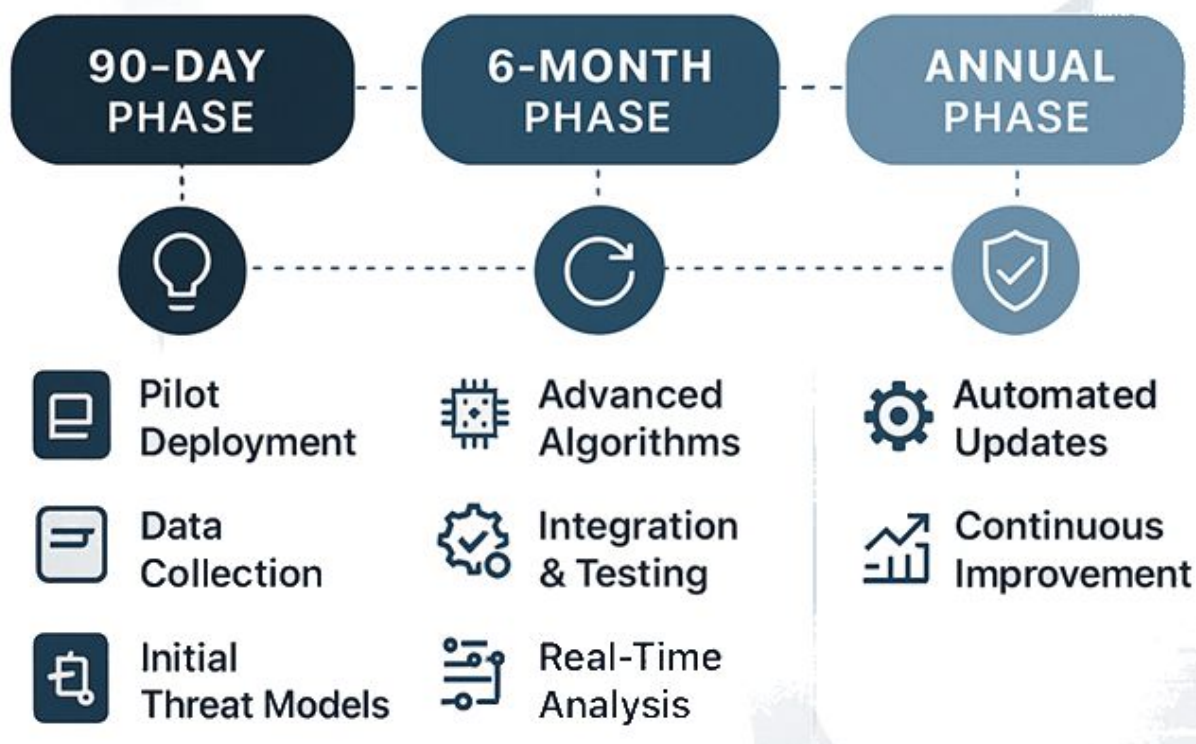 90-DAY
PHASE
6-MONTH
PHASE
ANNUAL
PHASE
Pilot
Deployment
Data
Collection
Initial
Threat Models
Advanced
Algorithms
Integration
& Testing
Real-Time
Analysis
Automated
Updates
Continuous
Improvement